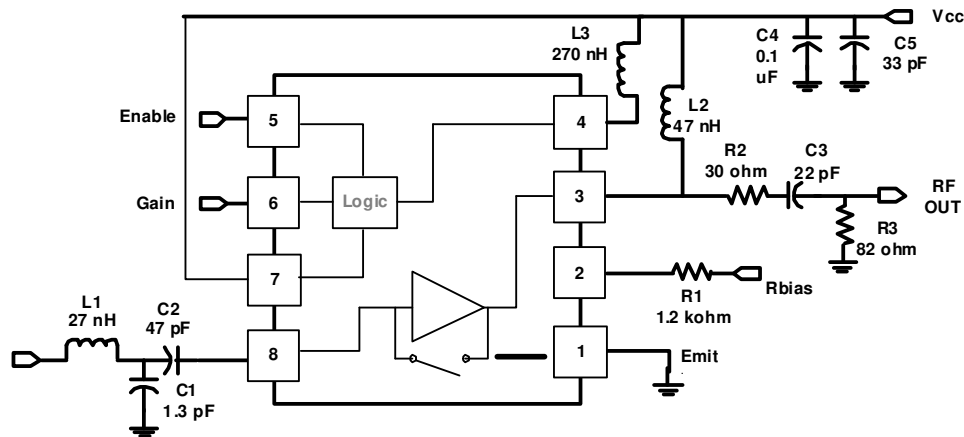 Vcc
L3
270 nH
C4
0.1
uF
C5
33 pF
L2
47 nH
Enable
5
4
R2
30 ohm
C3
22 pF
Gain
6
Logic
3
RF
OUT
R3
82 ohm
7
2
R1
1.2 kohm
Rbias
L1
27 nH
C2
47 pF
8
1
Emit
C1
1.3 pF